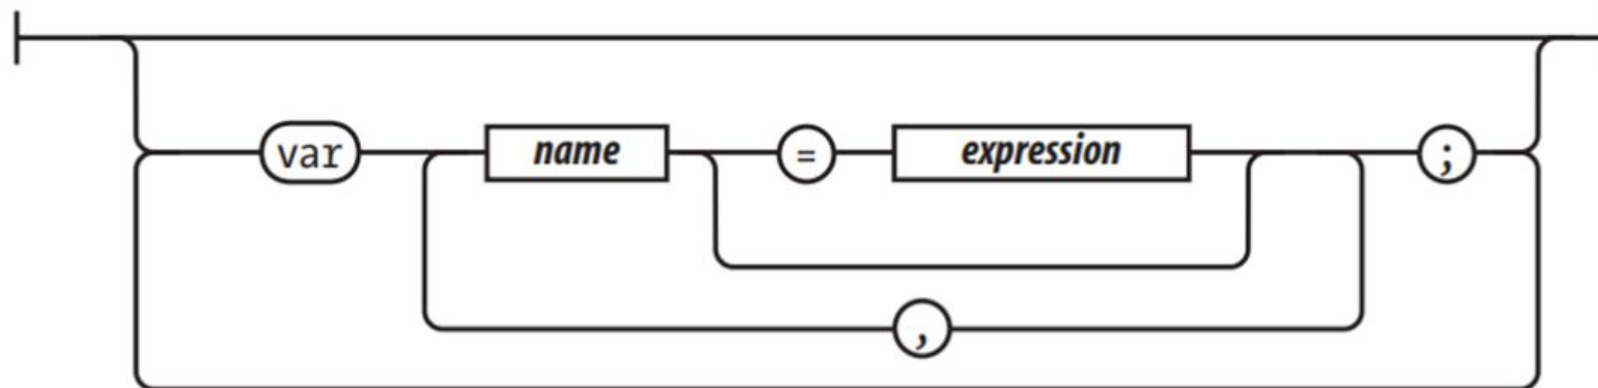 var name = expression ;
,